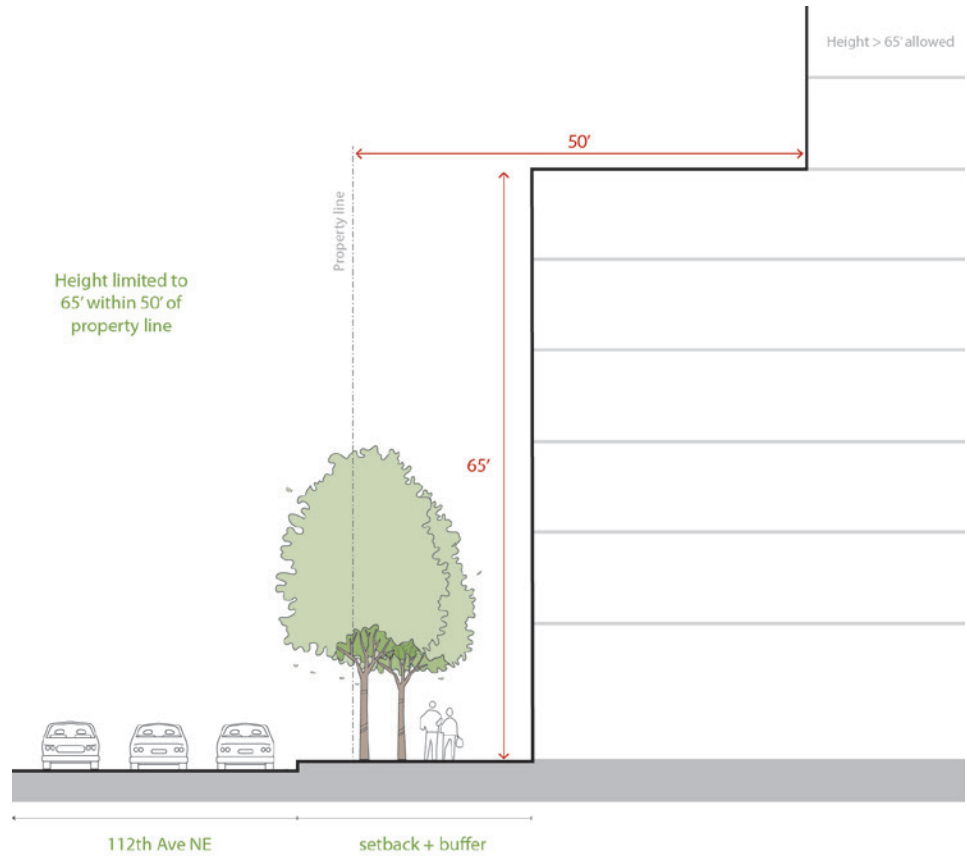 Height > 65' allowed
50'
Property line
Height limited to
65' within 50' of
property line
65'
112th Ave NE
setback + buffer